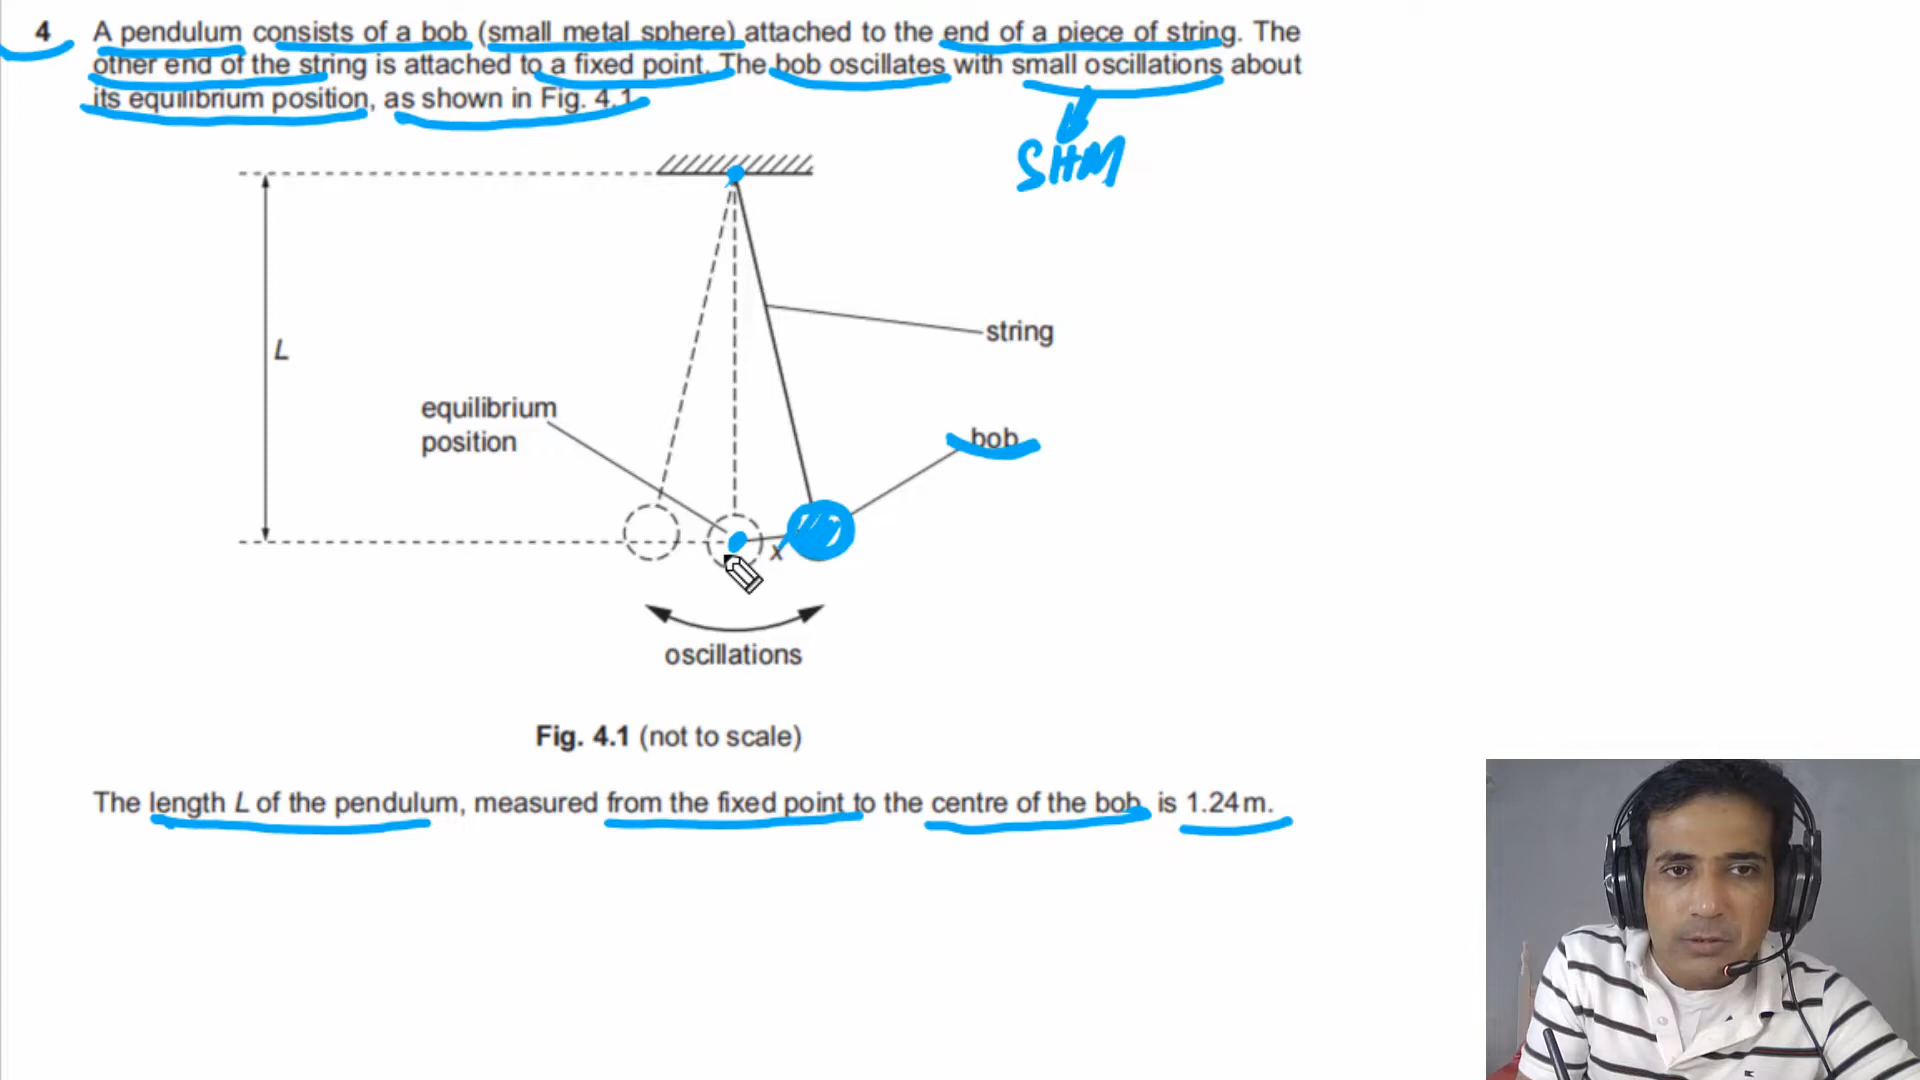 4 A pendulum consists of a bob (small metal sphere) attached to the end of a piece of string. The
other end of the string is attached to a fixed point. The bob oscillates with small oscillations about
its equilibrium position, as shown in Fig. 4.1
SHM
string
L
equilibrium
position
bob
x
oscillations
Fig. 4.1 (not to scale)
The length L of the pendulum, measured from the fixed point to the centre of the bob, is 1.24 m.